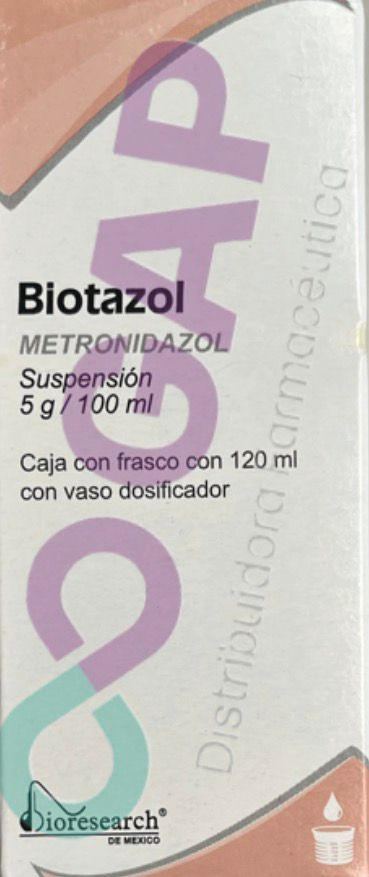 Biotazol
METRONIDAZOL
Suspensión
5 g / 100 ml
Caja con frasco con 120 ml
con vaso dosificador
GAP
Distribuidora Farmacéutica
Bioresearch®
DE MEXICO